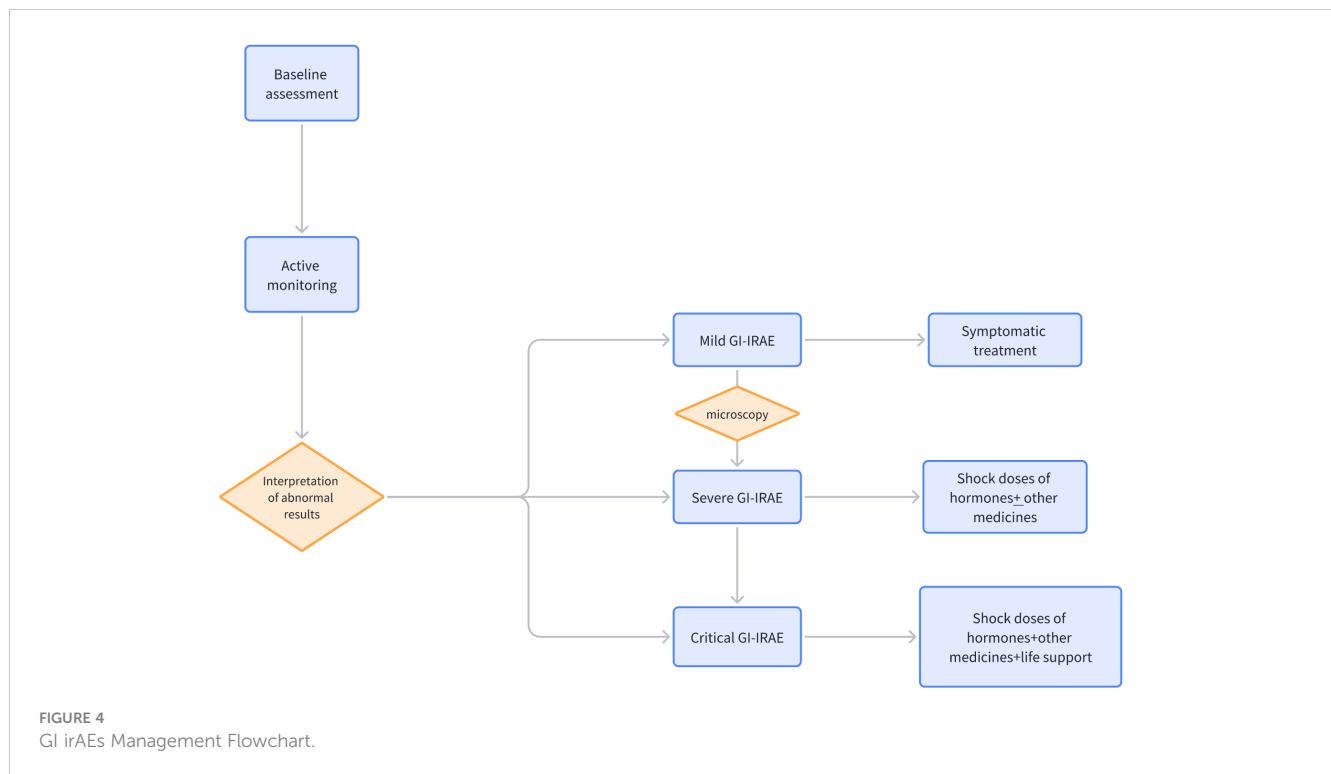 Baseline
assessment
Active
monitoring
Interpretation
of abnormal
results
Mild GI-IRAE
Symptomatic
treatment
microscopy
Severe GI-IRAE
Shock doses of
hormones+ other
medicines
Critical GI-IRAE
Shock doses of
hormones+other
medicines+life support
FIGURE 4
GI irAEs Management Flowchart.